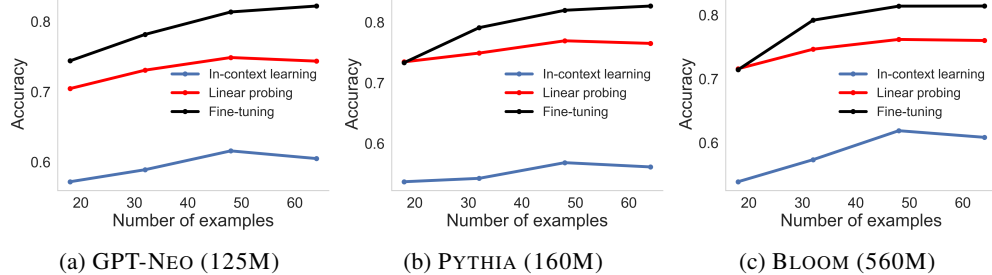 Accuracy
0.8
0.7
0.6
In-context learning
Linear probing
Fine-tuning
20 30 40 50 60
Number of examples
(a) GPT-NEO (125M)
Accuracy
0.8
0.7
0.6
In-context learning
Linear probing
Fine-tuning
20 30 40 50 60
Number of examples
(b) PYTHIA (160M)
Accuracy
0.8
0.7
0.6
In-context learning
Linear probing
Fine-tuning
20 30 40 50 60
Number of examples
(c) BLOOM (560M)